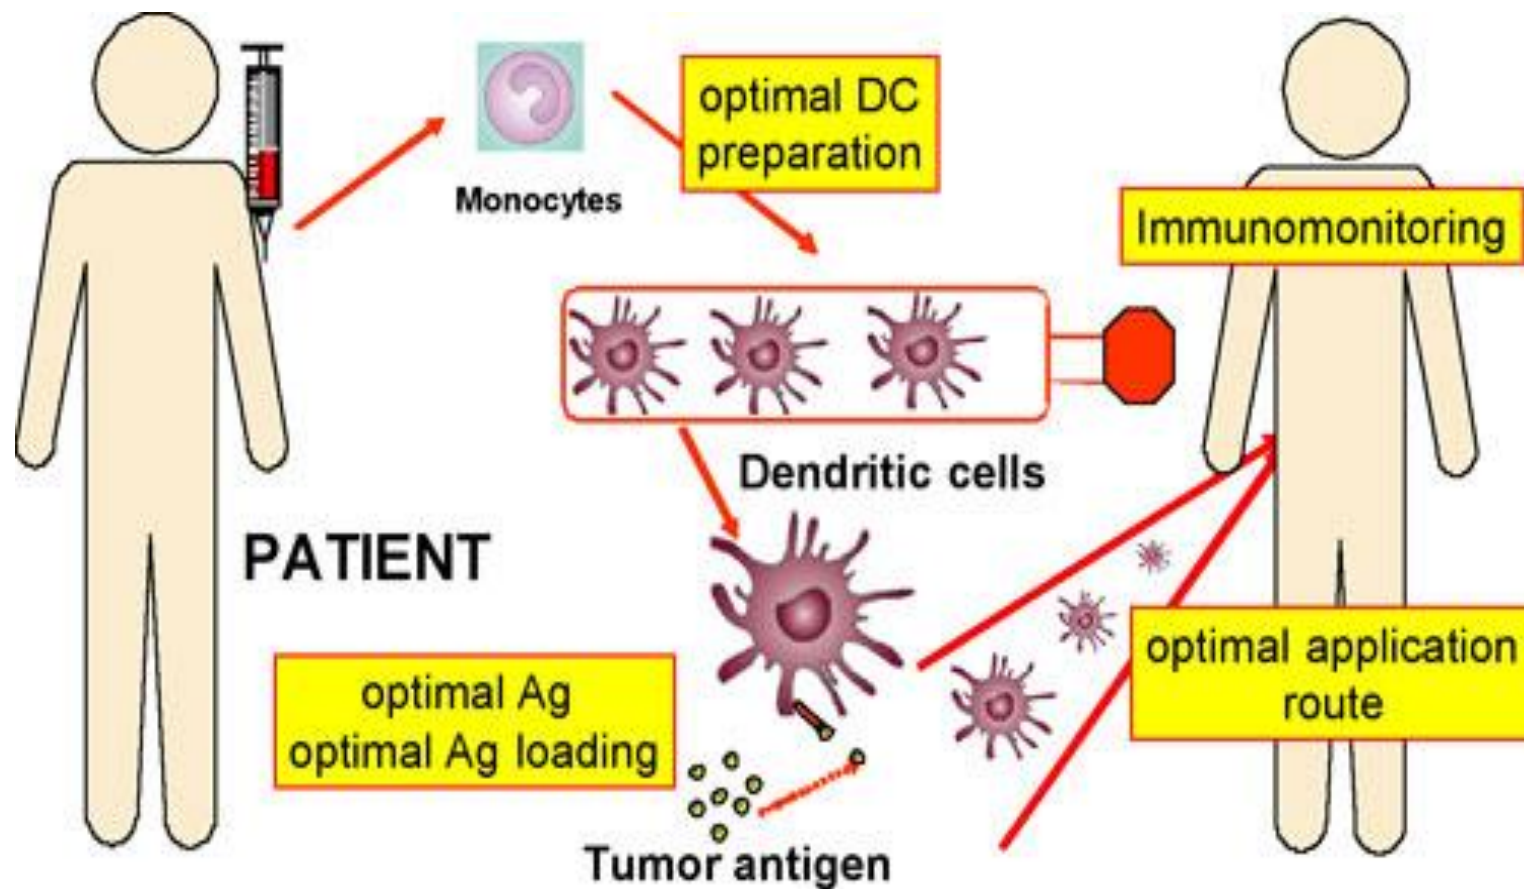 optimal DC
preparation
Monocytes
Immunomonitoring
Dendritic cells
PATIENT
optimal Ag
optimal Ag loading
optimal application
route
Tumor antigen